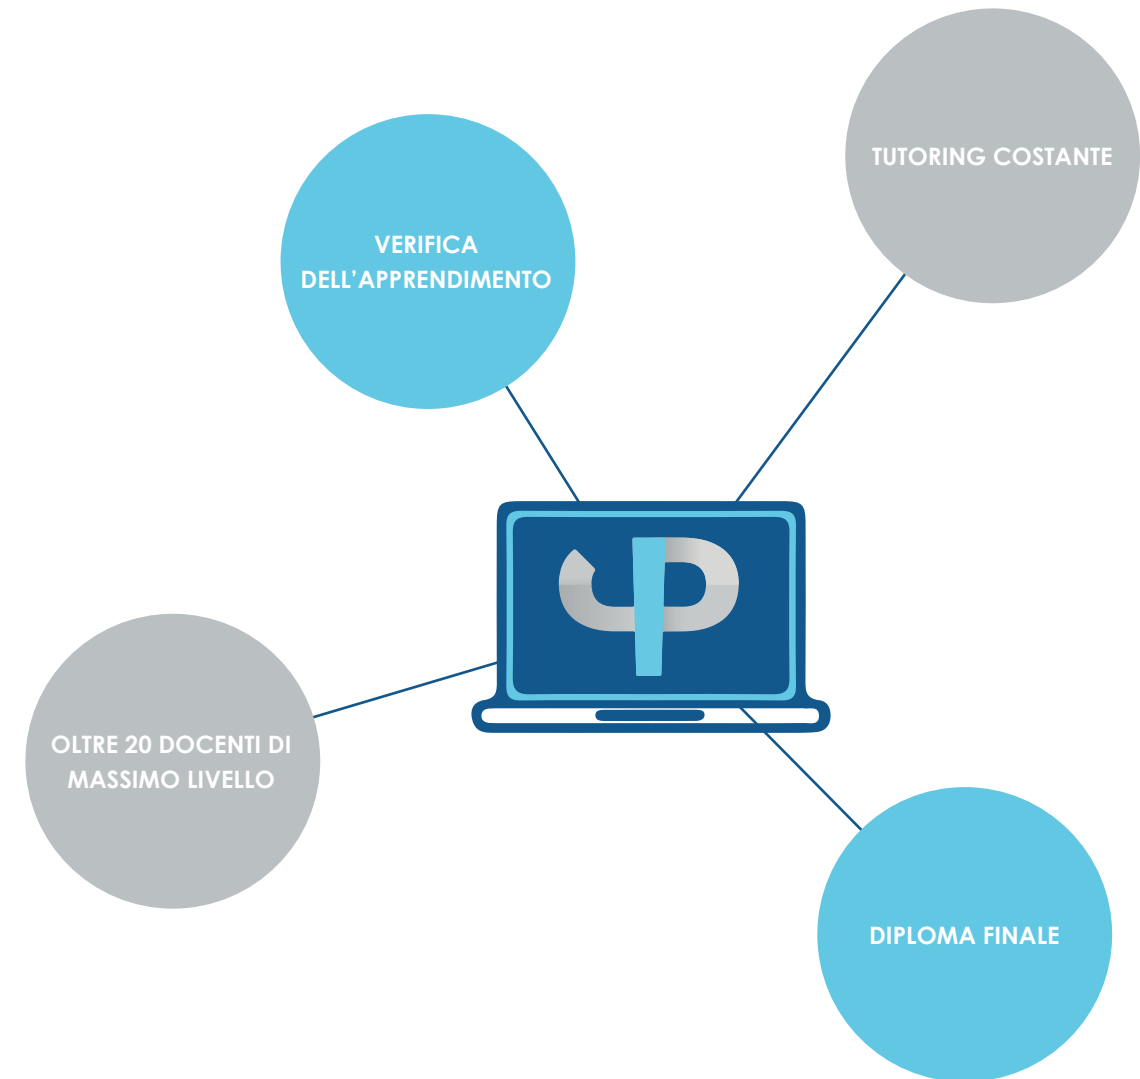 TUTORING COSTANTE
VERIFICA
DELL'APPRENDIMENTO
OLTRE 20 DOCENTI DI
MASSIMO LIVELLO
DIPLOMA FINALE